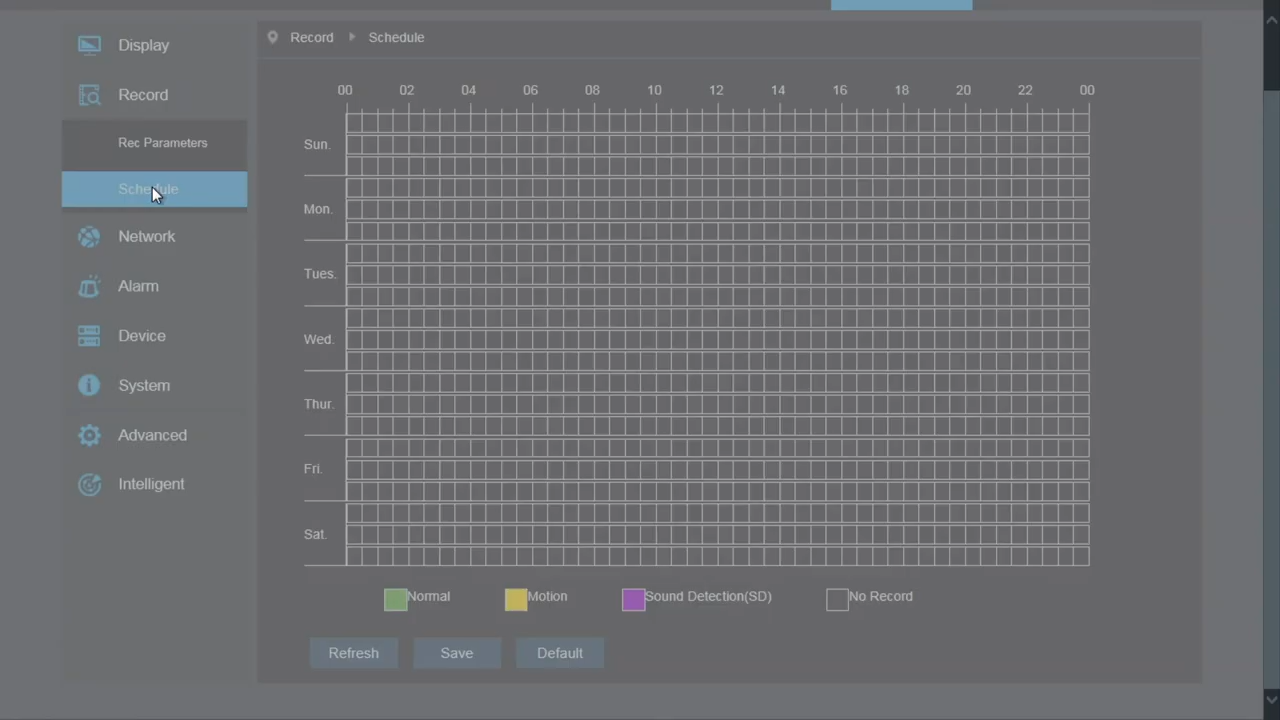 Display
Record
Rec Parameters
Schedule
Network
Alarm
Device
System
Advanced
Intelligent
Record Schedule
00 02 04 06 08 10 12 14 16 18 20 22 00
Sun.
Mon.
Tues.
Wed.
Thur.
Fri.
Sat.
Normal Motion Sound Detection(SD) No Record
Refresh Save Default